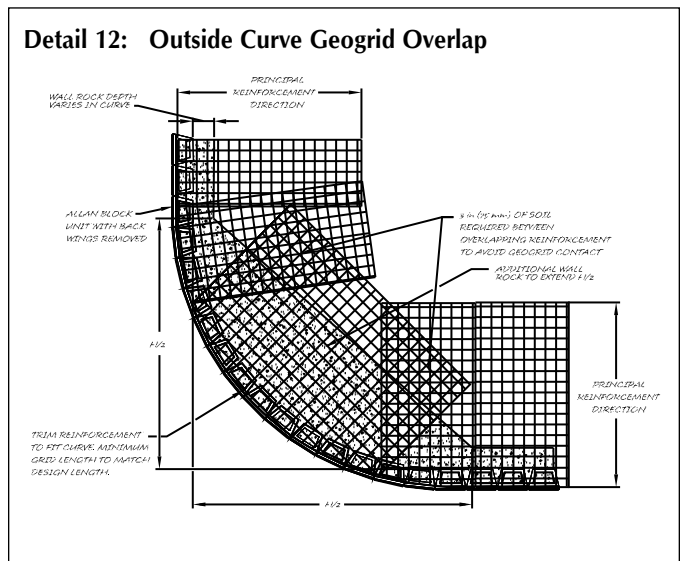 Detail 12: Outside Curve Geogrid Overlap
PRINCIPAL
REINFORCEMENT
DIRECTION
WALL ROCK DEPTH
VARIES IN CURVE
ALLAN BLOCK
UNIT WITH BACK
WINGS REMOVED
3 in (75 mm) OF SOIL
REQUIRED BETWEEN
OVERLAPPING REINFORCEMENT
TO AVOID GEOGRID CONTACT
ADDITIONAL WALL
ROCK TO EXTEND H/2
H/2
PRINCIPAL
REINFORCEMENT
DIRECTION
TRIM REINFORCEMENT
TO FIT CURVE. MINIMUM
GRID LENGTH TO MATCH
DESIGN LENGTH.
H/2